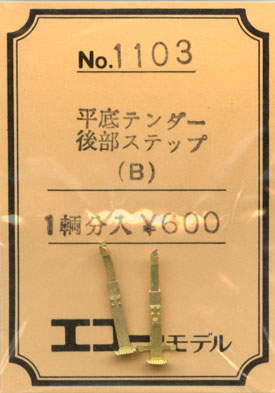 No.1103
平底テンダー
後部ステップ
(B)
1輌分入 ¥600
エコーモデル